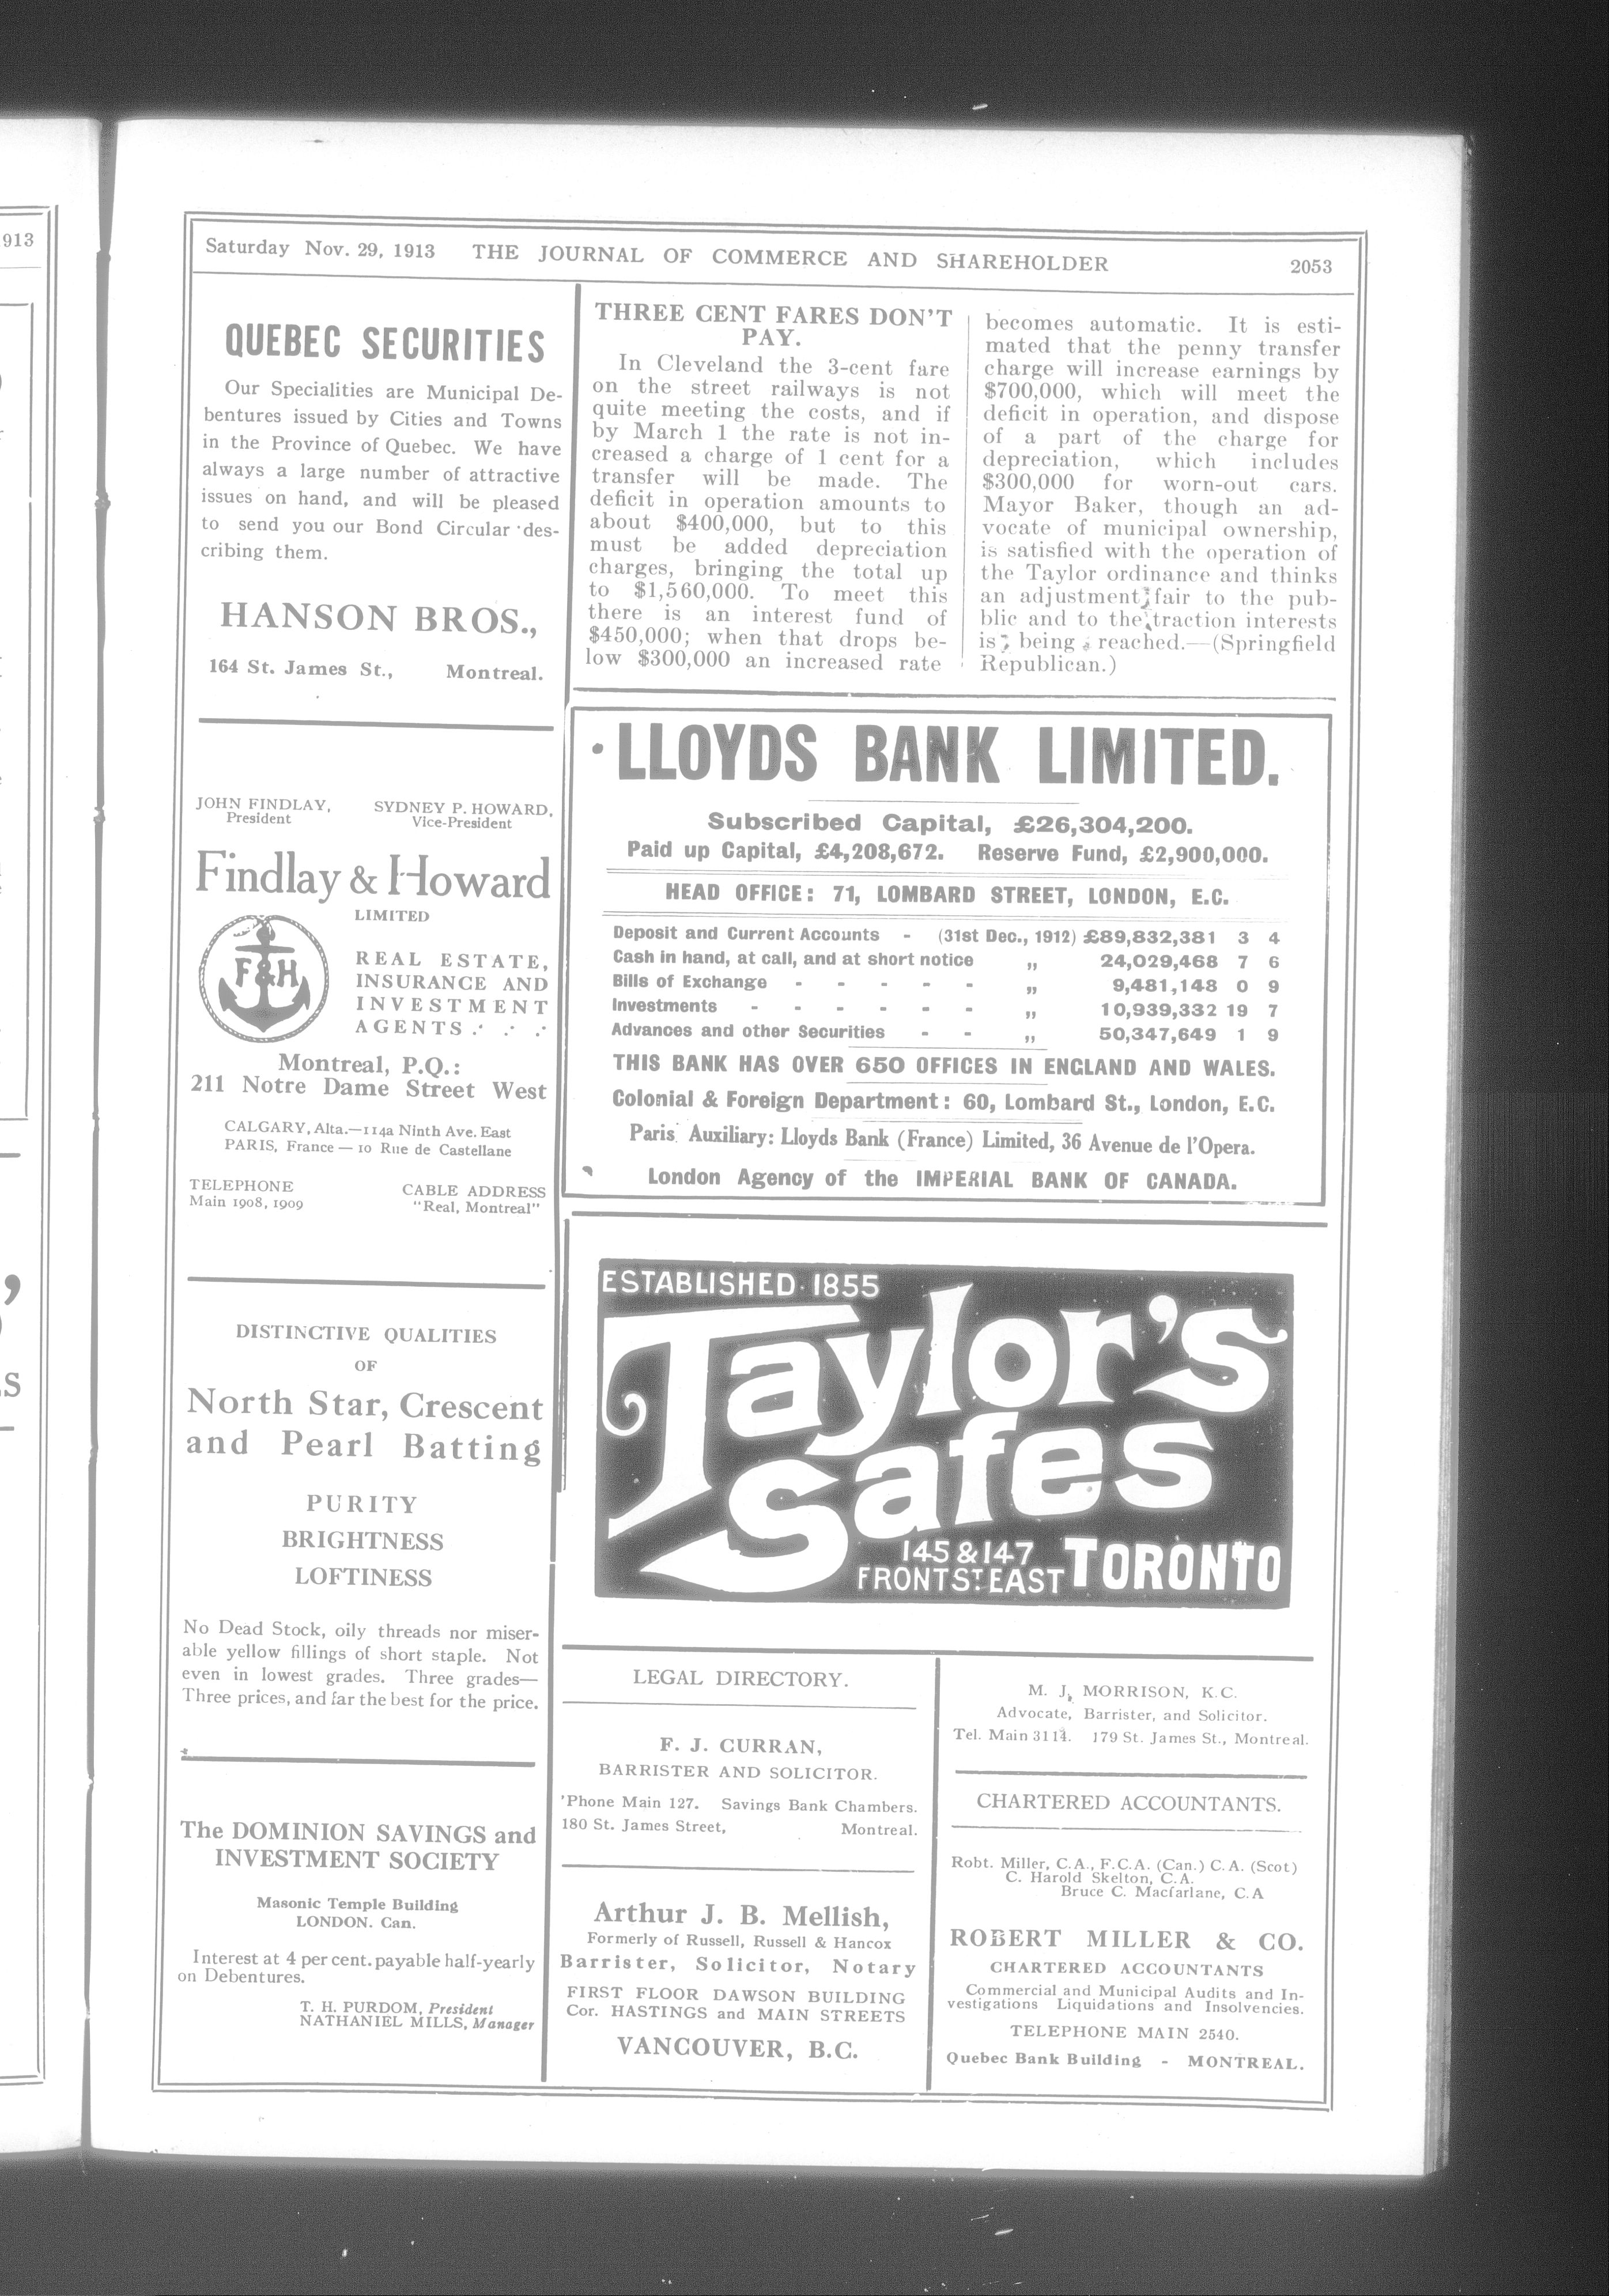 913
Saturday Nov. 29, 1913 THE JOURNAL OF COMMERCE AND SHAREHOLDER 2053
QUEBEC SECURITIES
Our Specialities are Municipal De-
bentures issued by Cities and Towns
in the Province of Quebec. We have
always a large number of attractive
issues on hand, and will be pleased
to send you our Bond Circular des-
cribing them.
HANSON BROS.,
164 St. James St., Montreal.
JOHN FINDLAY, SYDNEY P. HOWARD,
President Vice-President
Findlay & Howard
LIMITED
F&H
REAL ESTATE,
INSURANCE AND
INVESTMENT
AGENTS
Montreal, P.Q.:
211 Notre Dame Street West
CALGARY, Alta.—114a Ninth Ave. East
PARIS, France — 10 Rue de Castellane
TELEPHONE CABLE ADDRESS
Main 1908, 1909 "Real, Montreal"
DISTINCTIVE QUALITIES
OF
North Star, Crescent
and Pearl Batting
PURITY
BRIGHTNESS
LOFTINESS
No Dead Stock, oily threads nor miser-
able yellow fillings of short staple. Not
even in lowest grades. Three grades—
Three prices, and far the best for the price.
The DOMINION SAVINGS and
INVESTMENT SOCIETY
Masonic Temple Building
LONDON. Can.
Interest at 4 per cent. payable half-yearly
on Debentures.
T. H. PURDOM, President
NATHANIEL MILLS, Manager
THREE CENT FARES DON'T
PAY.
In Cleveland the 3-cent fare
on the street railways is not
quite meeting the costs, and if
by March 1 the rate is not in-
creased a charge of 1 cent for a
transfer will be made. The
deficit in operation amounts to
about $400,000, but to this
must be added depreciation
charges, bringing the total up
to $1,560,000. To meet this
there is an interest fund of
$450,000; when that drops be-
low $300,000 an increased rate
becomes automatic. It is esti-
mated that the penny transfer
charge will increase earnings by
$700,000, which will meet the
deficit in operation, and dispose
of a part of the charge for
depreciation, which includes
$300,000 for worn-out cars.
Mayor Baker, though an ad-
vocate of municipal ownership,
is satisfied with the operation of
the Taylor ordinance and thinks
an adjustment fair to the pub-
blic and to the traction interests
is being reached.—(Springfield
Republican.)
LLOYDS BANK LIMITED.
Subscribed Capital, £26,304,200.
Paid up Capital, £4,208,672. Reserve Fund, £2,900,000.
HEAD OFFICE: 71, LOMBARD STREET, LONDON, E.C.
Deposit and Current Accounts - (31st Dec., 1912) £89,832,381 3 4
Cash in hand, at call, and at short notice ,, 24,029,468 7 6
Bills of Exchange - - - - - ,, 9,481,148 0 9
Investments - - - - - - ,, 10,939,332 19 7
Advances and other Securities - - ,, 50,347,649 1 9
THIS BANK HAS OVER 650 OFFICES IN ENGLAND AND WALES.
Colonial & Foreign Department: 60, Lombard St., London, E.C.
Paris Auxiliary: Lloyds Bank (France) Limited, 36 Avenue de l'Opera.
London Agency of the IMPERIAL BANK OF CANADA.
ESTABLISHED 1855
Taylor's
Safes
145 & 147
FRONT ST. EAST TORONTO
LEGAL DIRECTORY.
F. J. CURRAN,
BARRISTER AND SOLICITOR.
'Phone Main 127. Savings Bank Chambers.
180 St. James Street, Montreal.
Arthur J. B. Mellish,
Formerly of Russell, Russell & Hancox
Barrister, Solicitor, Notary
FIRST FLOOR DAWSON BUILDING
Cor. HASTINGS and MAIN STREETS
VANCOUVER, B.C.
M. J. MORRISON, K.C.
Advocate, Barrister, and Solicitor.
Tel. Main 3114. 179 St. James St., Montreal.
CHARTERED ACCOUNTANTS.
Robt. Miller, C.A., F.C.A. (Can.) C.A. (Scot)
C. Harold Skelton, C.A.
Bruce C. Macfarlane, C.A
ROBERT MILLER & CO.
CHARTERED ACCOUNTANTS
Commercial and Municipal Audits and In-
vestigations Liquidations and Insolvencies.
TELEPHONE MAIN 2540.
Quebec Bank Building - MONTREAL.